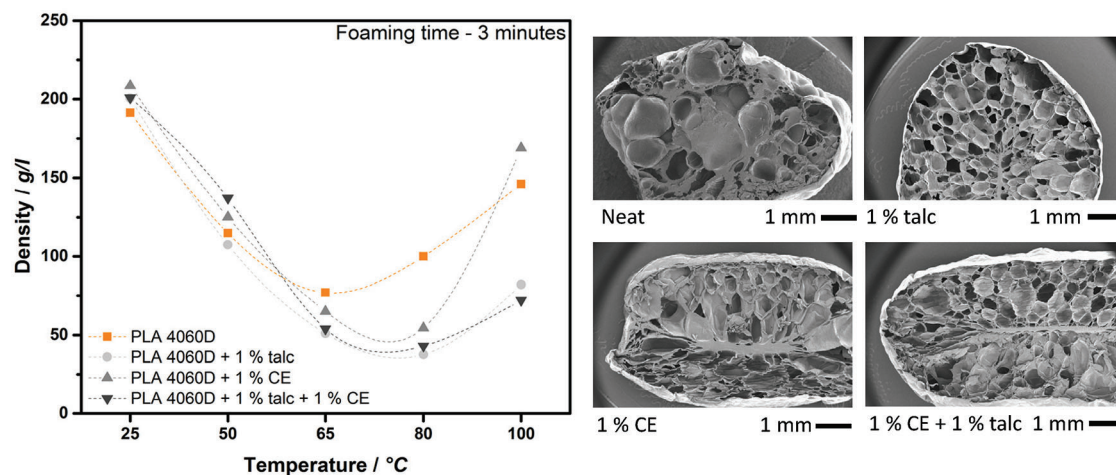 Foaming time - 3 minutes
250
200
150
100
50
0
Density / g/l
25 50 65 80 100
Temperature / °C
PLA 4060D
PLA 4060D + 1 % talc
PLA 4060D + 1 % CE
PLA 4060D + 1 % talc + 1 % CE
Neat 1 mm
1 % talc 1 mm
1 % CE 1 mm
1 % CE + 1 % talc 1 mm